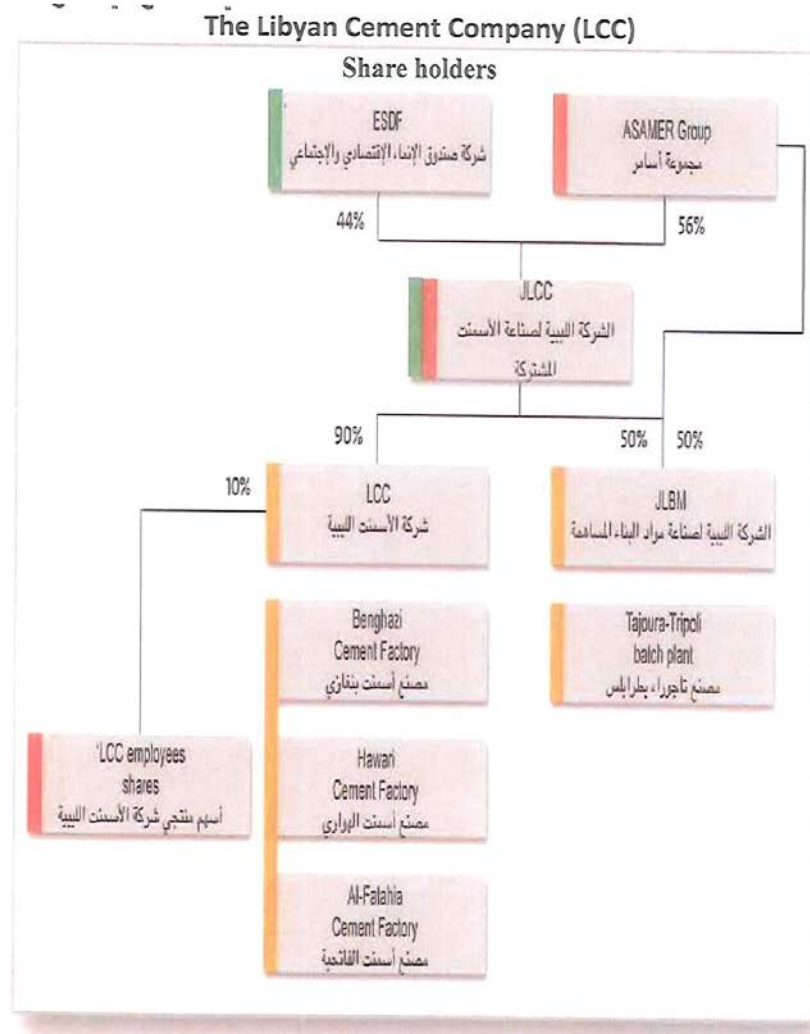 The Libyan Cement Company (LCC)
Share holders
ESDF
شركة صندوق الإنماء الإقتصادي والإجتماعي
ASAMER Group
مجموعة أسامر
44%
56%
JLCC
الشركة الليبية لصناعة الأسمنت
المشتركة
90%
50%
50%
10%
LCC
شركة الأسمنت الليبية
JLBM
الشركة الليبية لصناعة مواد البناء المساهمة
Benghazi
Cement Factory
مصنع أسمنت بنغازي
Tajoura-Tripoli
batch plant
مصنع تاجوراء بطرابلس
'LCC employees
shares
أسهم منتجي شركة الأسمنت الليبية
Hawari
Cement Factory
مصنع أسمنت الهواري
Al-Fatahia
Cement Factory
مصنع أسمنت الفاتحية